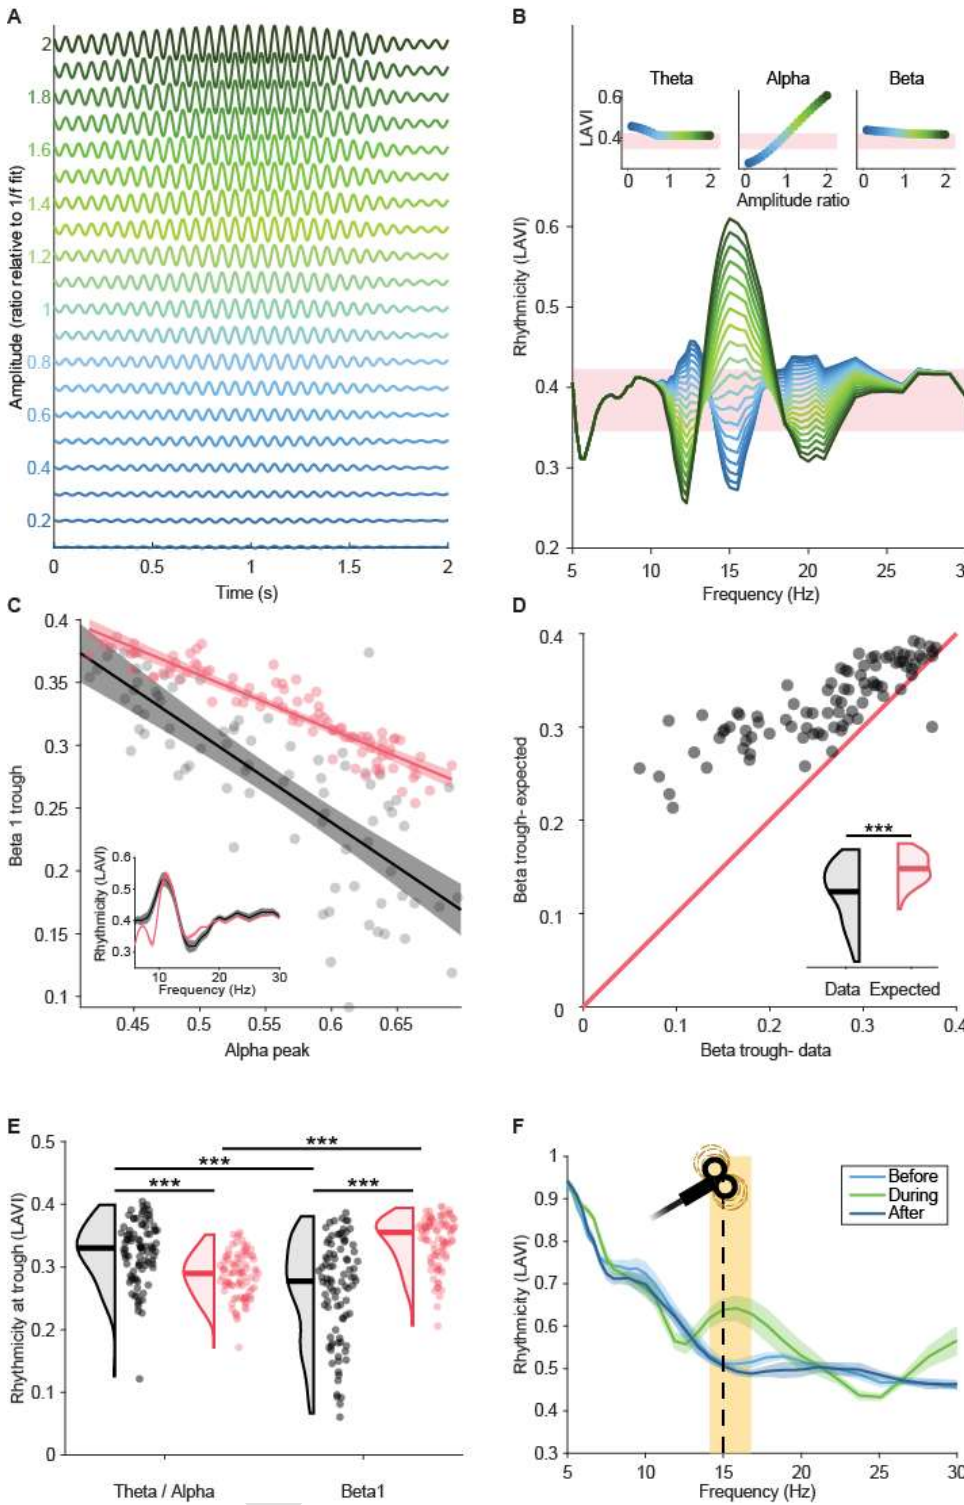 A
Amplitude (ratio relative to 1/f fit)
2
1.8
1.6
1.4
1.2
1
0.8
0.6
0.4
0.2
0 0.5 1 1.5 2
Time (s)
B
Theta Alpha Beta
LAVI
0.6
0.4
0 1 2 0 1 2 0 1 2
Amplitude ratio
Rhythmicity (LAVI)
0.6
0.5
0.4
0.3
0.2
5 10 15 20 25 30
Frequency (Hz)
C
Beta 1 trough
0.4
0.35
0.3
0.25
0.2
0.15
0.1
Rhythmicity (LAVI)
0.6
0.5
0.4
0.3
10 20 30
Frequency (Hz)
0.45 0.5 0.55 0.6 0.65
Alpha peak
D
Beta trough- expected
0.4
0.3
0.2
0.1
0
***
Data Expected
0 0.1 0.2 0.3 0.4
Beta trough- data
E
Rhythmicity at trough (LAVI)
0.5
0.4
0.3
0.2
0.1
0
***
***
*** ***
Theta / Alpha Beta1
F
Rhythmicity (LAVI)
1
0.9
0.8
0.7
0.6
0.5
0.4
0.3
Before
During
After
5 10 15 20 25 30
Frequency (Hz)